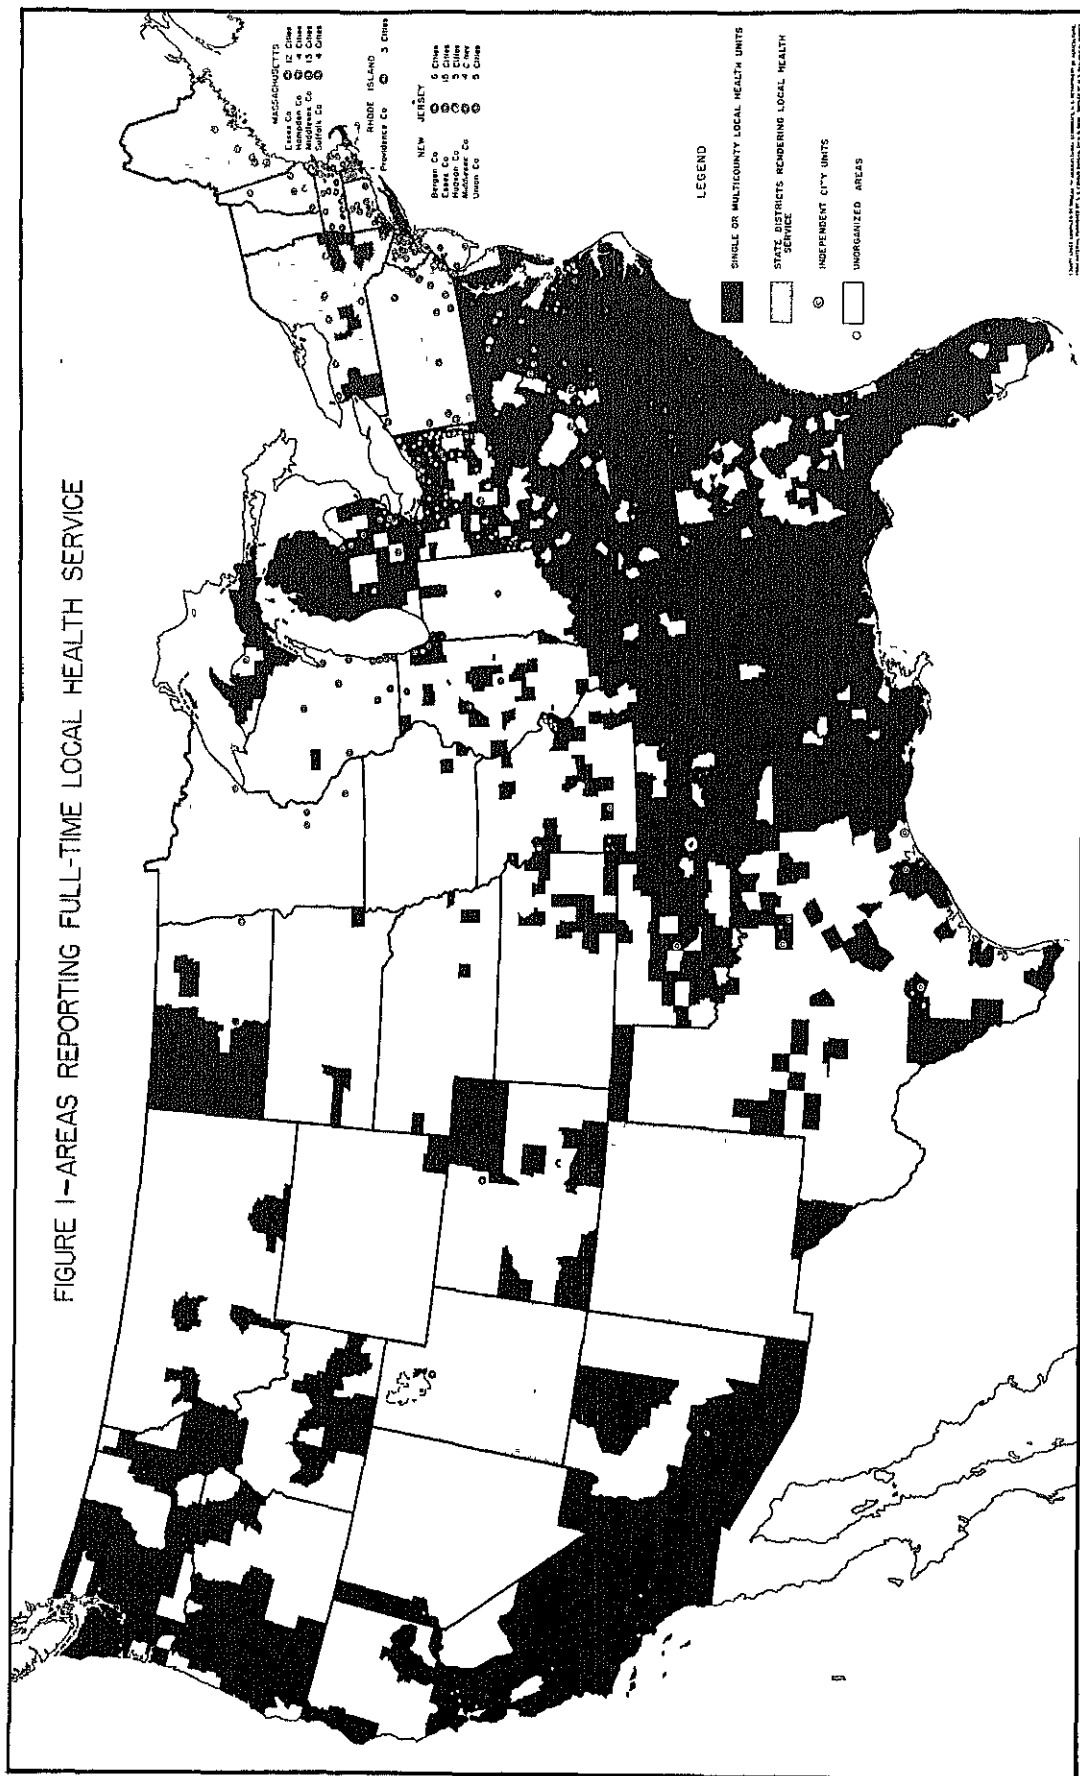 FIGURE 1-AREAS REPORTING FULL-TIME LOCAL HEALTH SERVICE
MASSACHUSETTS
Essex Co 12 Cities
Hampden Co 4 Cities
Middlesex Co 13 Cities
Suffolk Co 4 Cities
RHODE ISLAND
Providence Co 3 Cities
NEW JERSEY
Bergen Co 6 Cities
Essex Co Cities
Hudson Co 5 Cities
Middlesex Co 4 Cities
Union Co 5 Cities
LEGEND
SINGLE OR MULTICOUNTY LOCAL HEALTH UNITS
STATE DISTRICTS RENDERING LOCAL HEALTH
SERVICE
INDEPENDENT CITY UNITS
UNORGANIZED AREAS